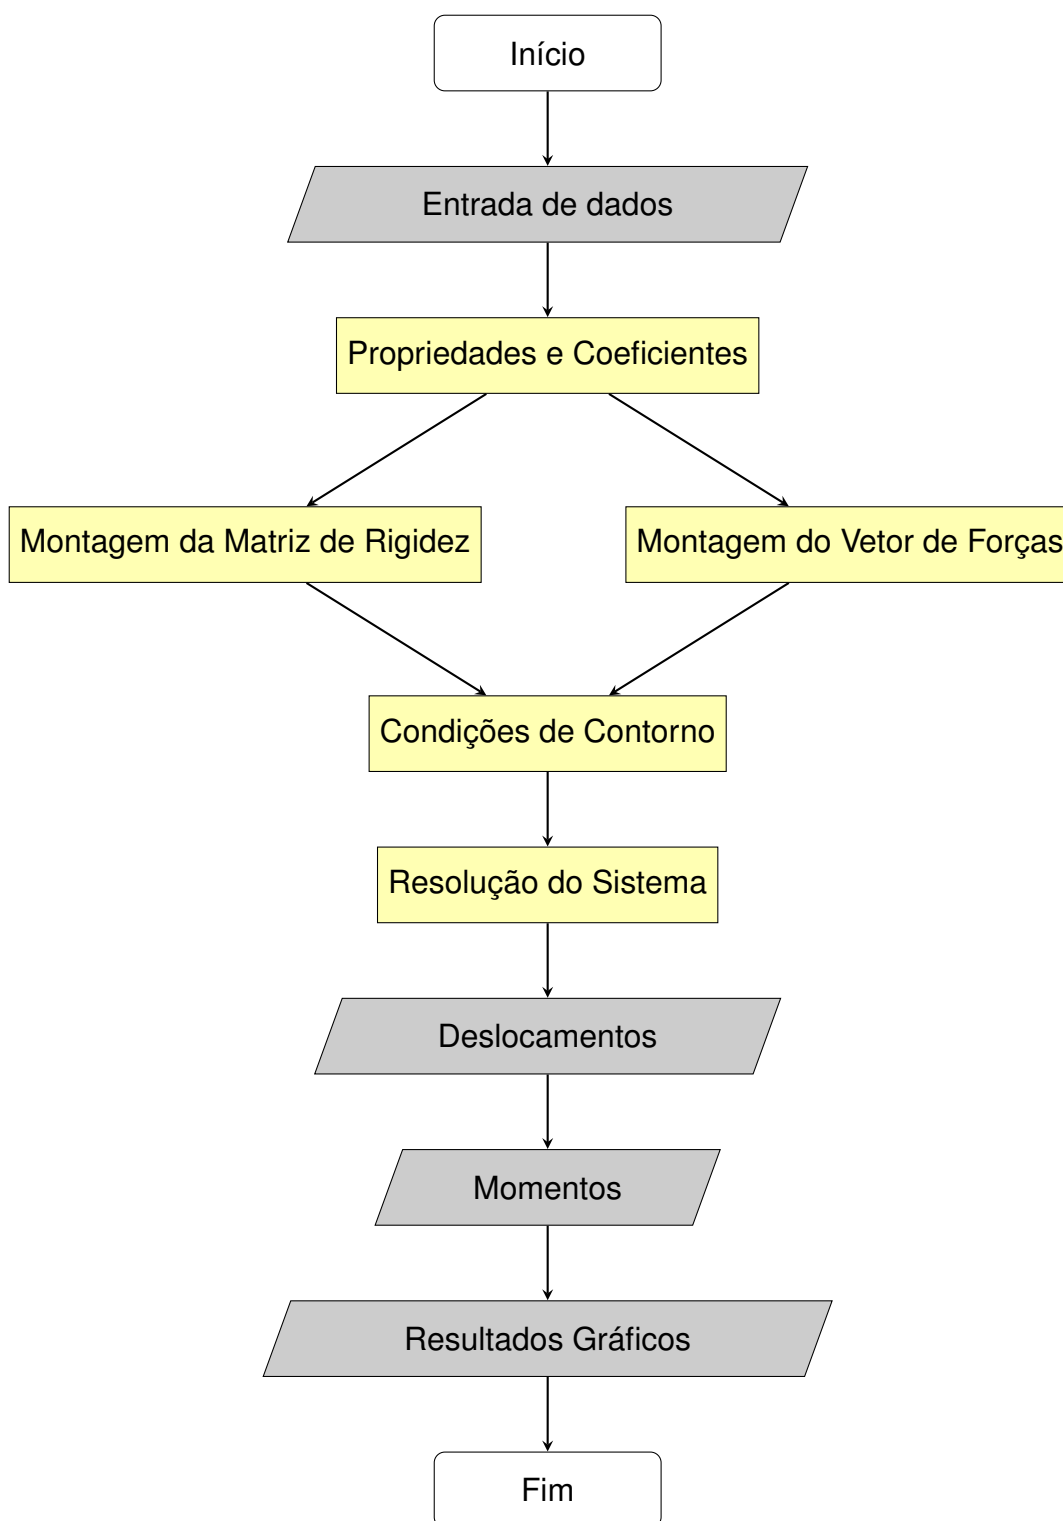 Início
Entrada de dados
Propriedades e Coeficientes
Montagem da Matriz de Rigidez
Montagem do Vetor de Forças
Condições de Contorno
Resolução do Sistema
Deslocamentos
Momentos
Resultados Gráficos
Fim